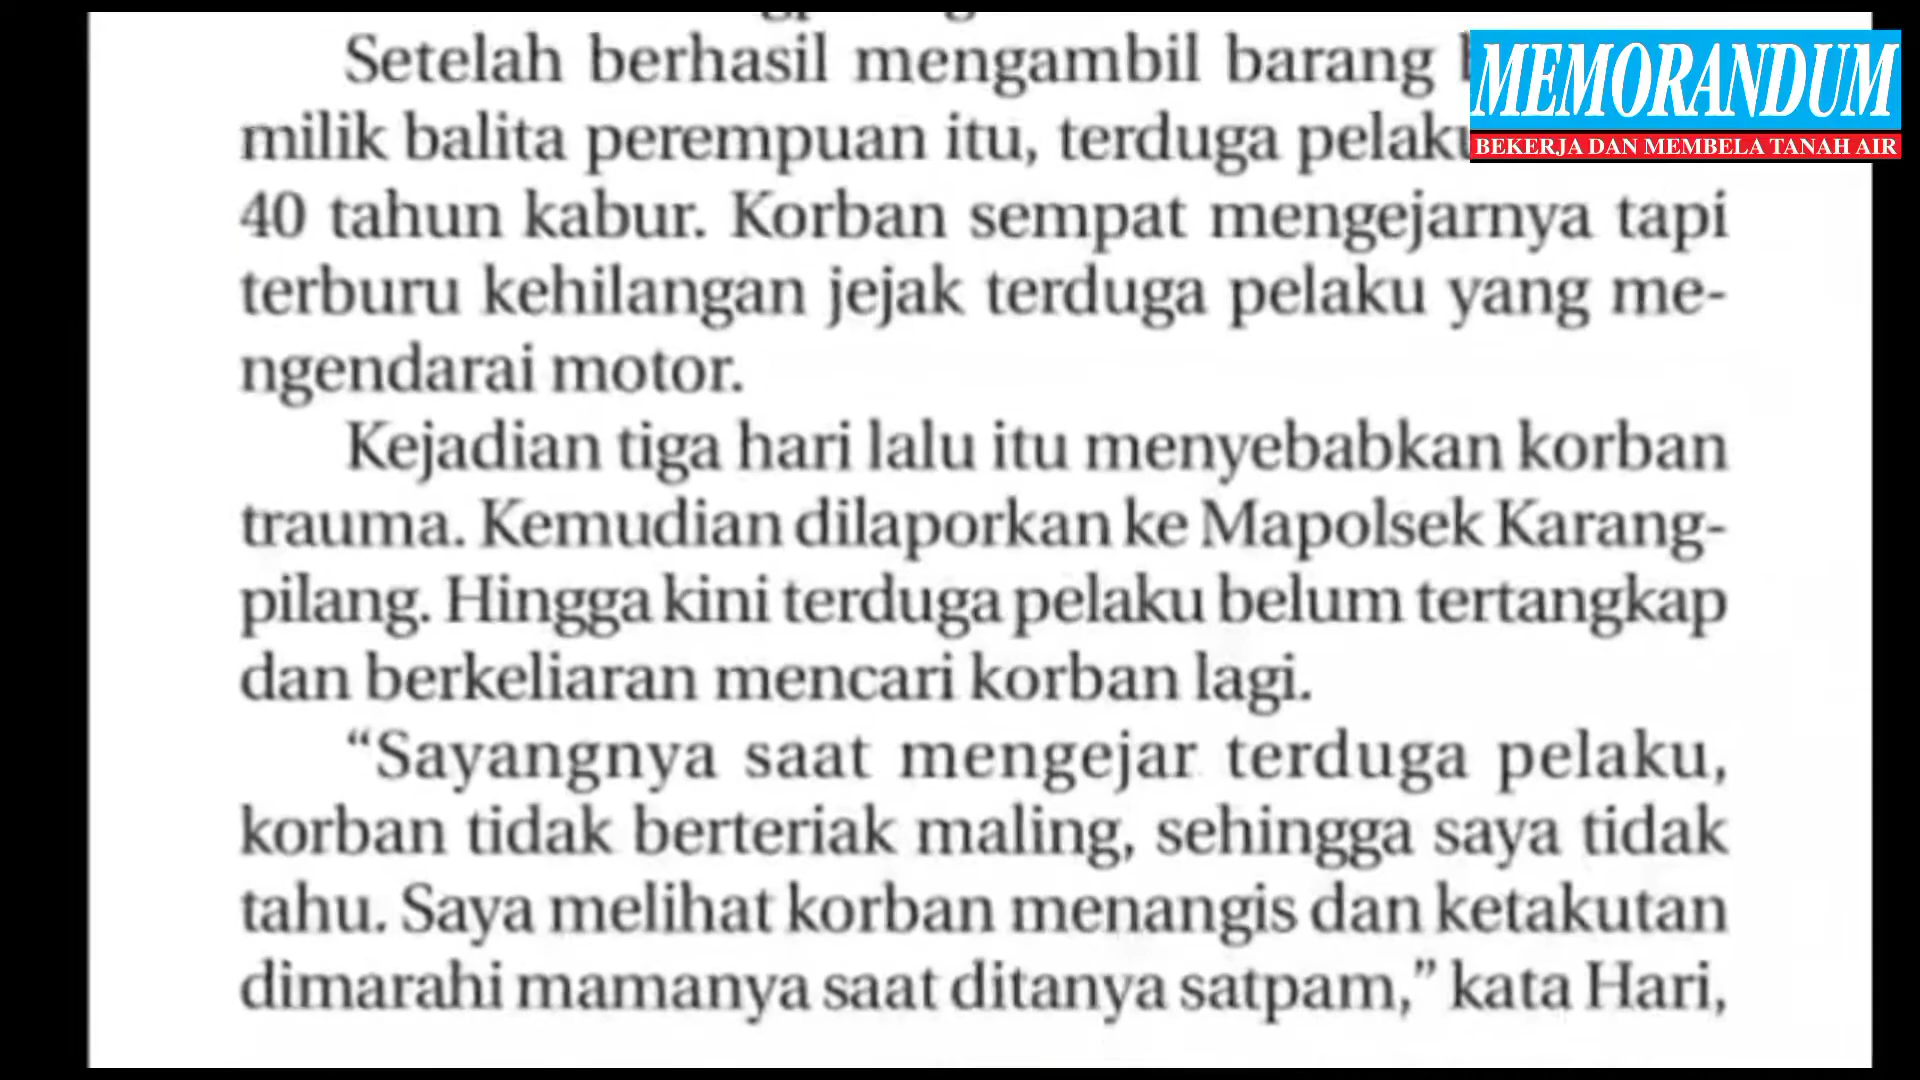 Setelah berhasil mengambil barang
milik balita perempuan itu, terduga
40 tahun kabur. Korban sempat mengejarnya tapi
terburu kehilangan jejak terduga pelaku yang me-
ngendarai motor.
Kejadian tiga hari lalu itu menyebabkan korban
trauma. Kemudian dilaporkan ke Mapolsek Karang-
pilang. Hingga kini terduga pelaku belum tertangkap
dan berkeliaran mencari korban lagi.
“Sayangnya saat mengejar terduga pelaku,
korban tidak berteriak maling, sehingga saya tidak
tahu. Saya melihat korban menangis dan ketakutan
dimarahi mamanya saat ditanya satpam,” kata Hari,
MEMORANDUM
BEKERJA DAN MEMBELA TANAH AIR